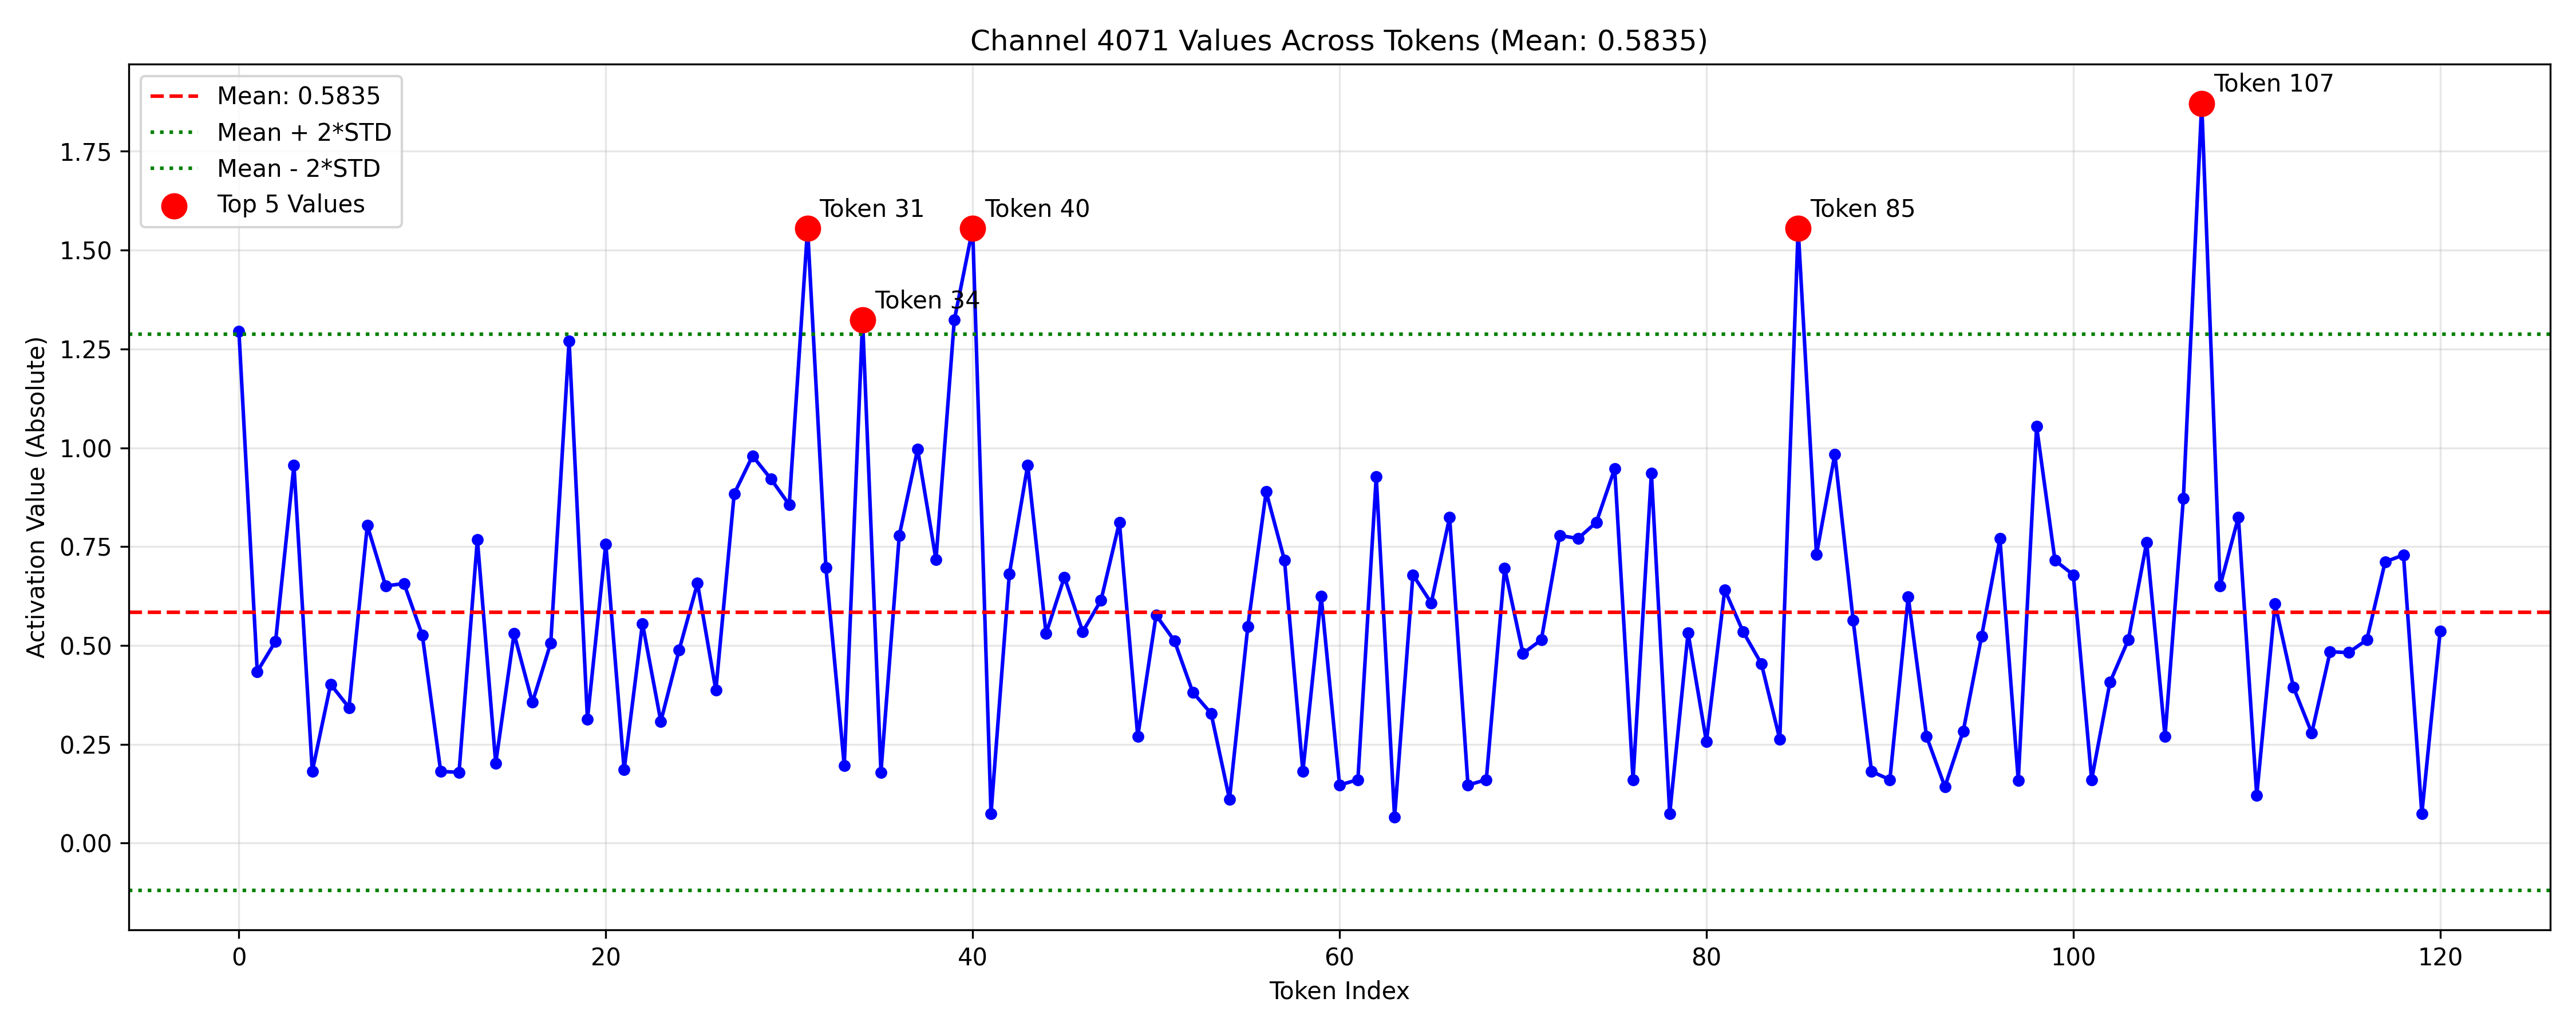 Channel 4071 Values Across Tokens (Mean: 0.5835)
Mean: 0.5835
Mean + 2*STD
Mean - 2*STD
Top 5 Values
Token 107
Token 31
Token 40
Token 85
Token 34
Activation Value (Absolute)
1.75
1.50
1.25
1.00
0.75
0.50
0.25
0.00
0
20
40
60
80
100
120
Token Index